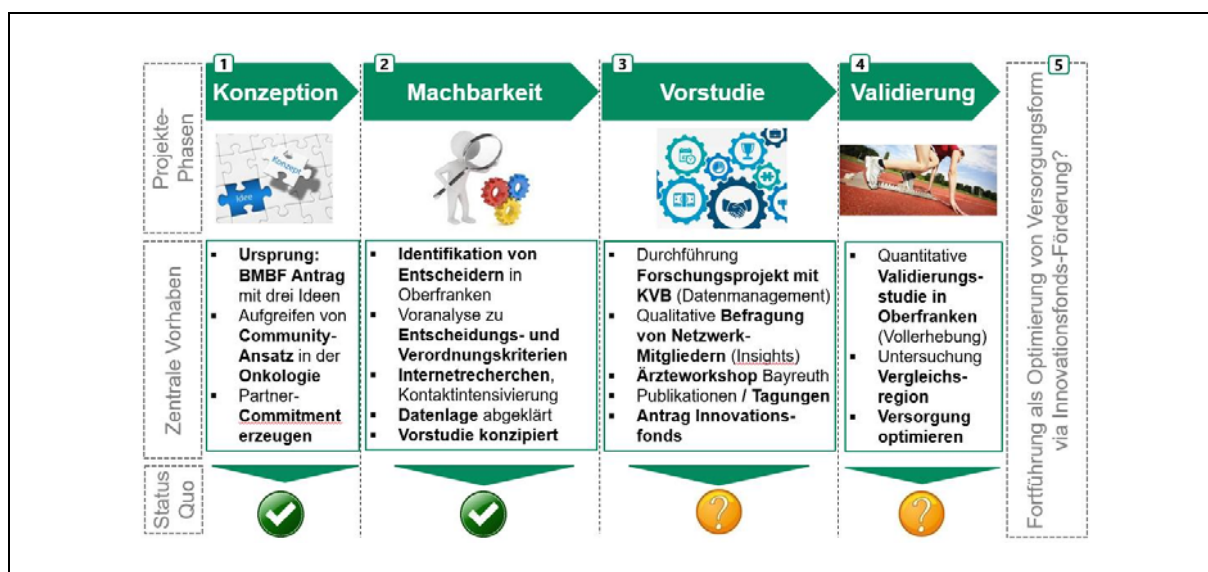 Projekte-
Phasen
1
Konzeption
2
Machbarkeit
3
Vorstudie
4
Validierung
5
Konzept
Idee
Zentrale Vorhaben
▪ Ursprung:
BMBF Antrag
mit drei Ideen
▪ Aufgreifen von
Community-
Ansatz in der
Onkologie
▪ Partner-
Commitment
erzeugen
▪ Identifikation von
Entscheidern in
Oberfranken
▪ Voranalyse zu
Entscheidungs- und
Verordnungskriterien
▪ Internetrecherchen,
Kontaktintensivierung
▪ Datenlage abgeklärt
▪ Vorstudie konzipiert
▪ Durchführung
Forschungsprojekt mit
KVB (Datenmanagement)
▪ Qualitative Befragung
von Netzwerk-
Mitgliedern (Insights)
▪ Ärzteworkshop Bayreuth
▪ Publikationen / Tagungen
▪ Antrag Innovations-
fonds
▪ Quantitative
Validierungs-
studie in
Oberfranken
(Vollerhebung)
▪ Untersuchung
Vergleichs-
region
▪ Versorgung
optimieren
Status
Quo
?
?
Fortführung als Optimierung von Versorgungsform
via Innovationsfonds-Förderung?